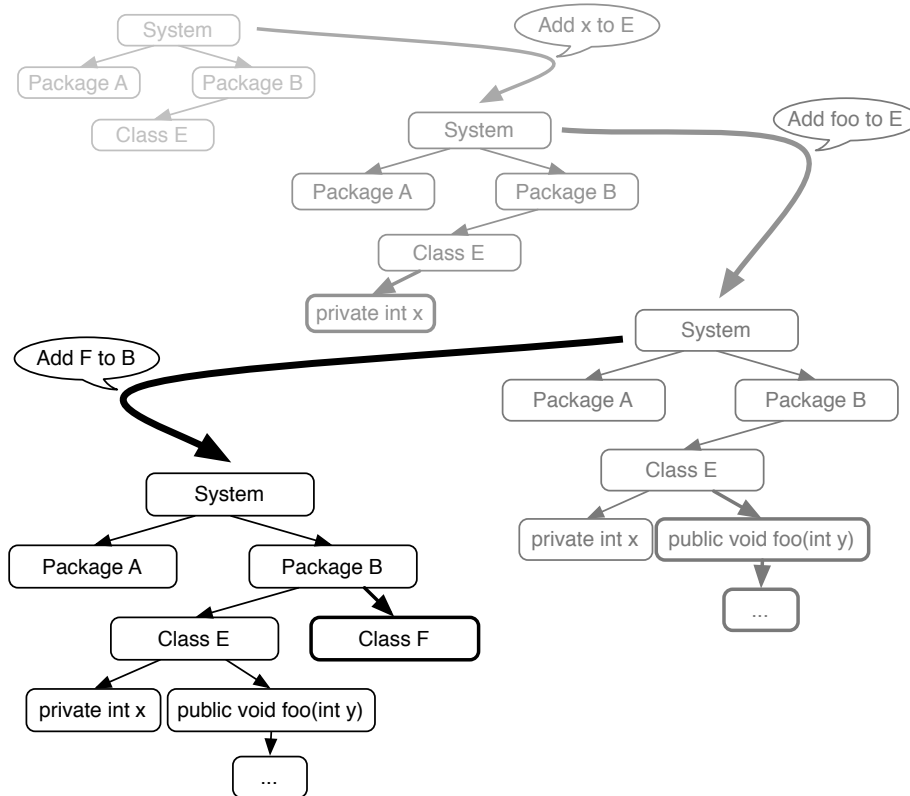 System
Add x to E
Package A
Package B
Class E
System
Add foo to E
Package A
Package B
Class E
private int x
System
Add F to B
Package A
Package B
Class E
private int x
public void foo(int y)
...
System
Package A
Package B
Class E
Class F
private int x
public void foo(int y)
...